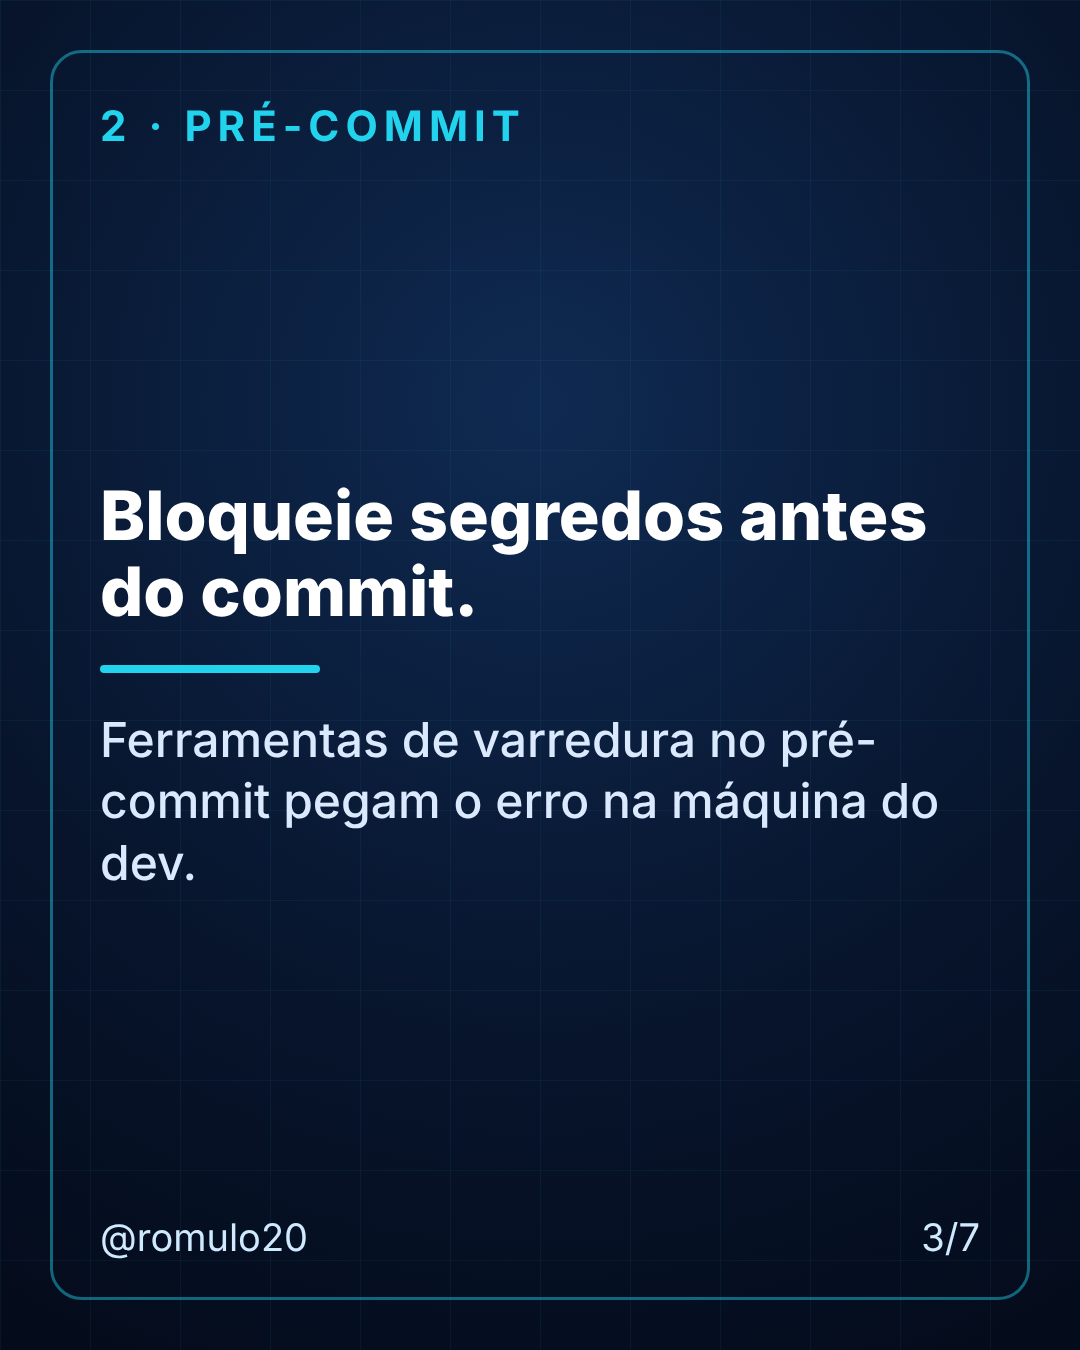 2 · PRÉ-COMMIT
Bloqueie segredos antes
do commit.
Ferramentas de varredura no pré-
commit pegam o erro na máquina do
dev.
@romulo20
3/7